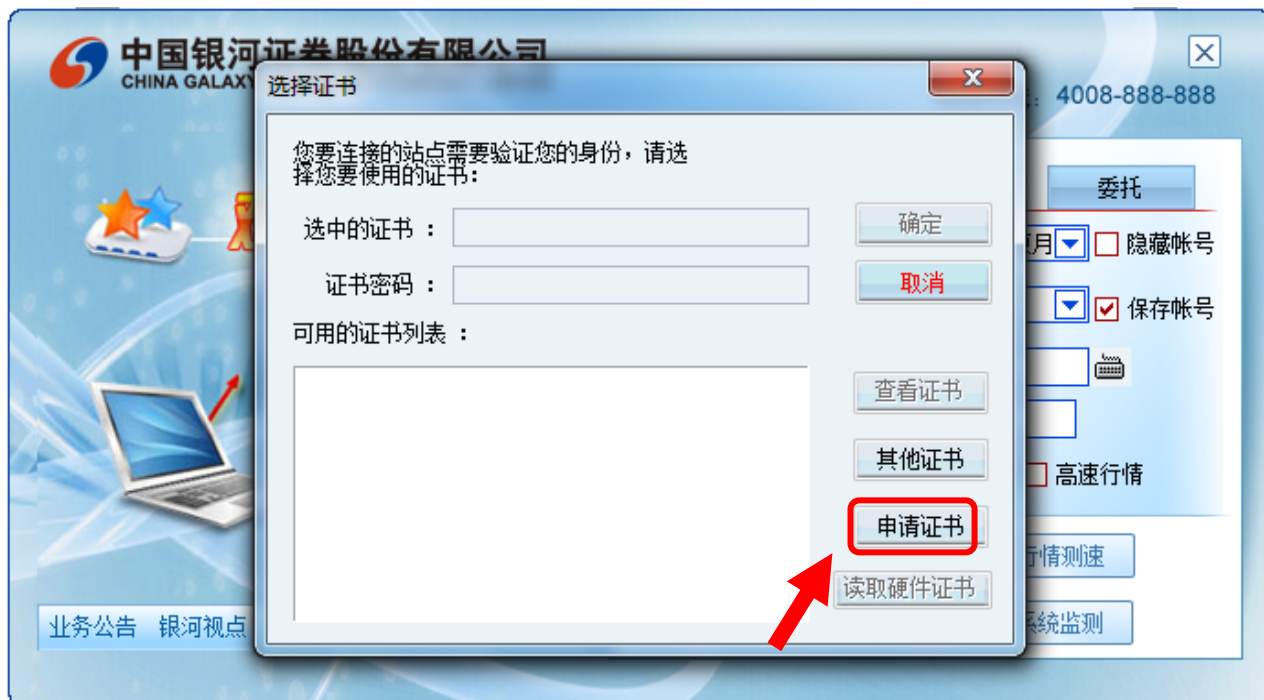 中国银河证券股份有限公司
CHINA GALAXY
4008-888-888
选择证书
您要连接的站点需要验证您的身份，请选
择您要使用的证书：
选中的证书 ：
确定
证书密码 ：
取消
可用的证书列表 ：
查看证书
其他证书
申请证书
读取硬件证书
委托
月
隐藏帐号
保存帐号
高速行情
行情测速
系统监测
业务公告 银河视点